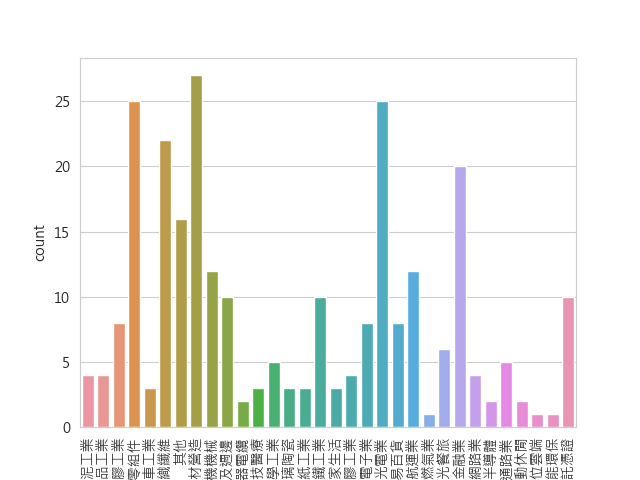 25
20
15
10
5
0
count
泥工業
品工業
膠工業
零組件
車工業
織纖維
其他
材營造
機機械
及週邊
器電纜
技醫療
學工業
璃陶瓷
紙工業
鐵工業
家生活
膠工業
電子業
光電業
易百貨
航運業
燃氣業
光餐旅
金融業
網路業
半導體
通路業
動休閒
位雲端
能環保
託憑證